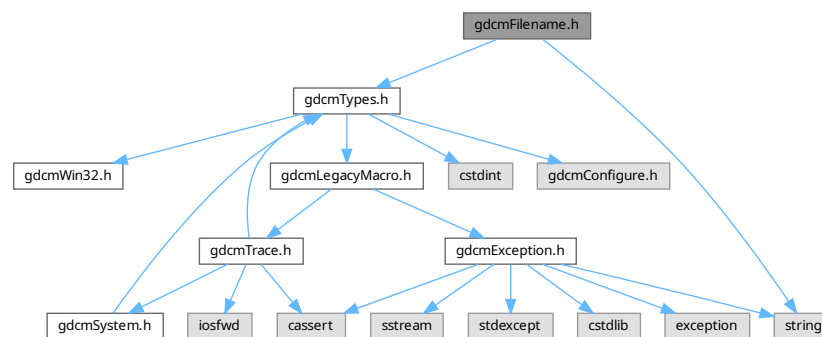 gdcmFilename.h
gdcmTypes.h
gdcmWin32.h
gdcmLegacyMacro.h
cstdint
gdcmConfigure.h
gdcmTrace.h
gdcmException.h
gdcmSystem.h
iosfwd
cassert
sstream
stdexcept
cstdlib
exception
string